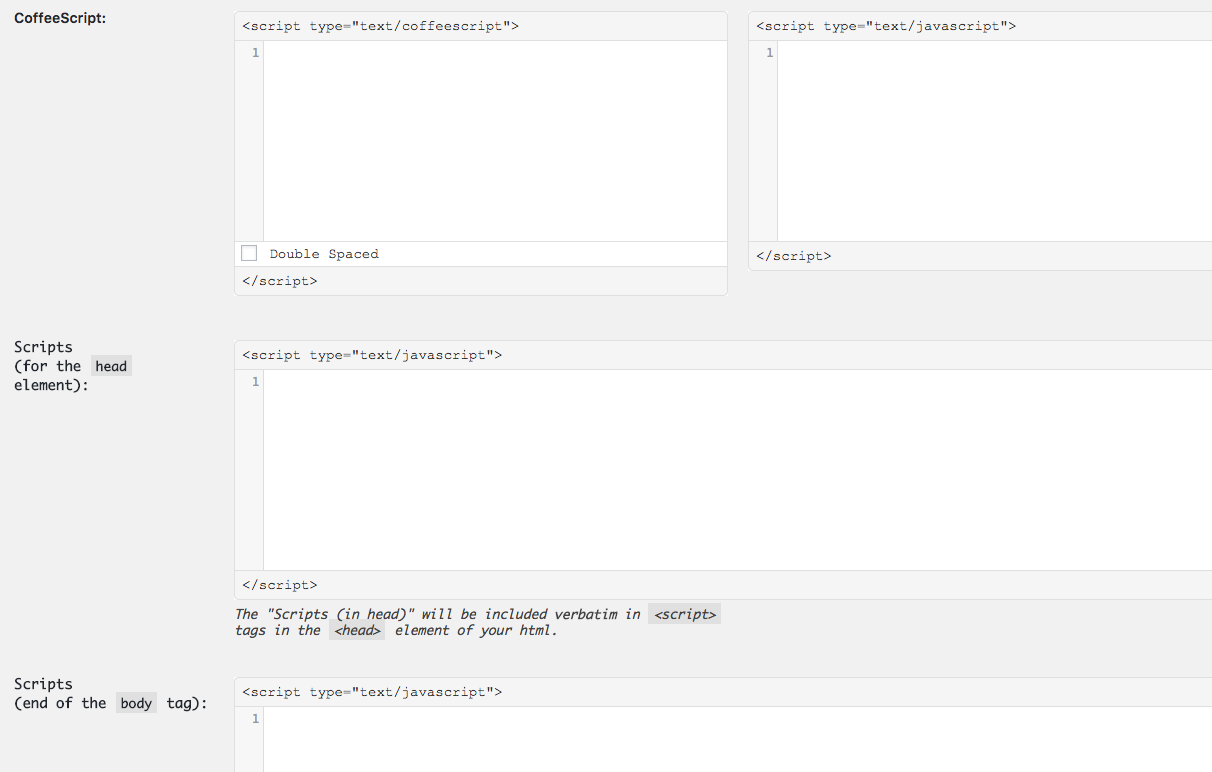 CoffeeScript:
<script type="text/coffeescript">
<script type="text/javascript">
1
1
Double Spaced
</script>
</script>
Scripts
(for the head
element):
<script type="text/javascript">
1
</script>
The "Scripts (in head)" will be included verbatim in <script>
tags in the <head> element of your html.
Scripts
(end of the body tag):
<script type="text/javascript">
1